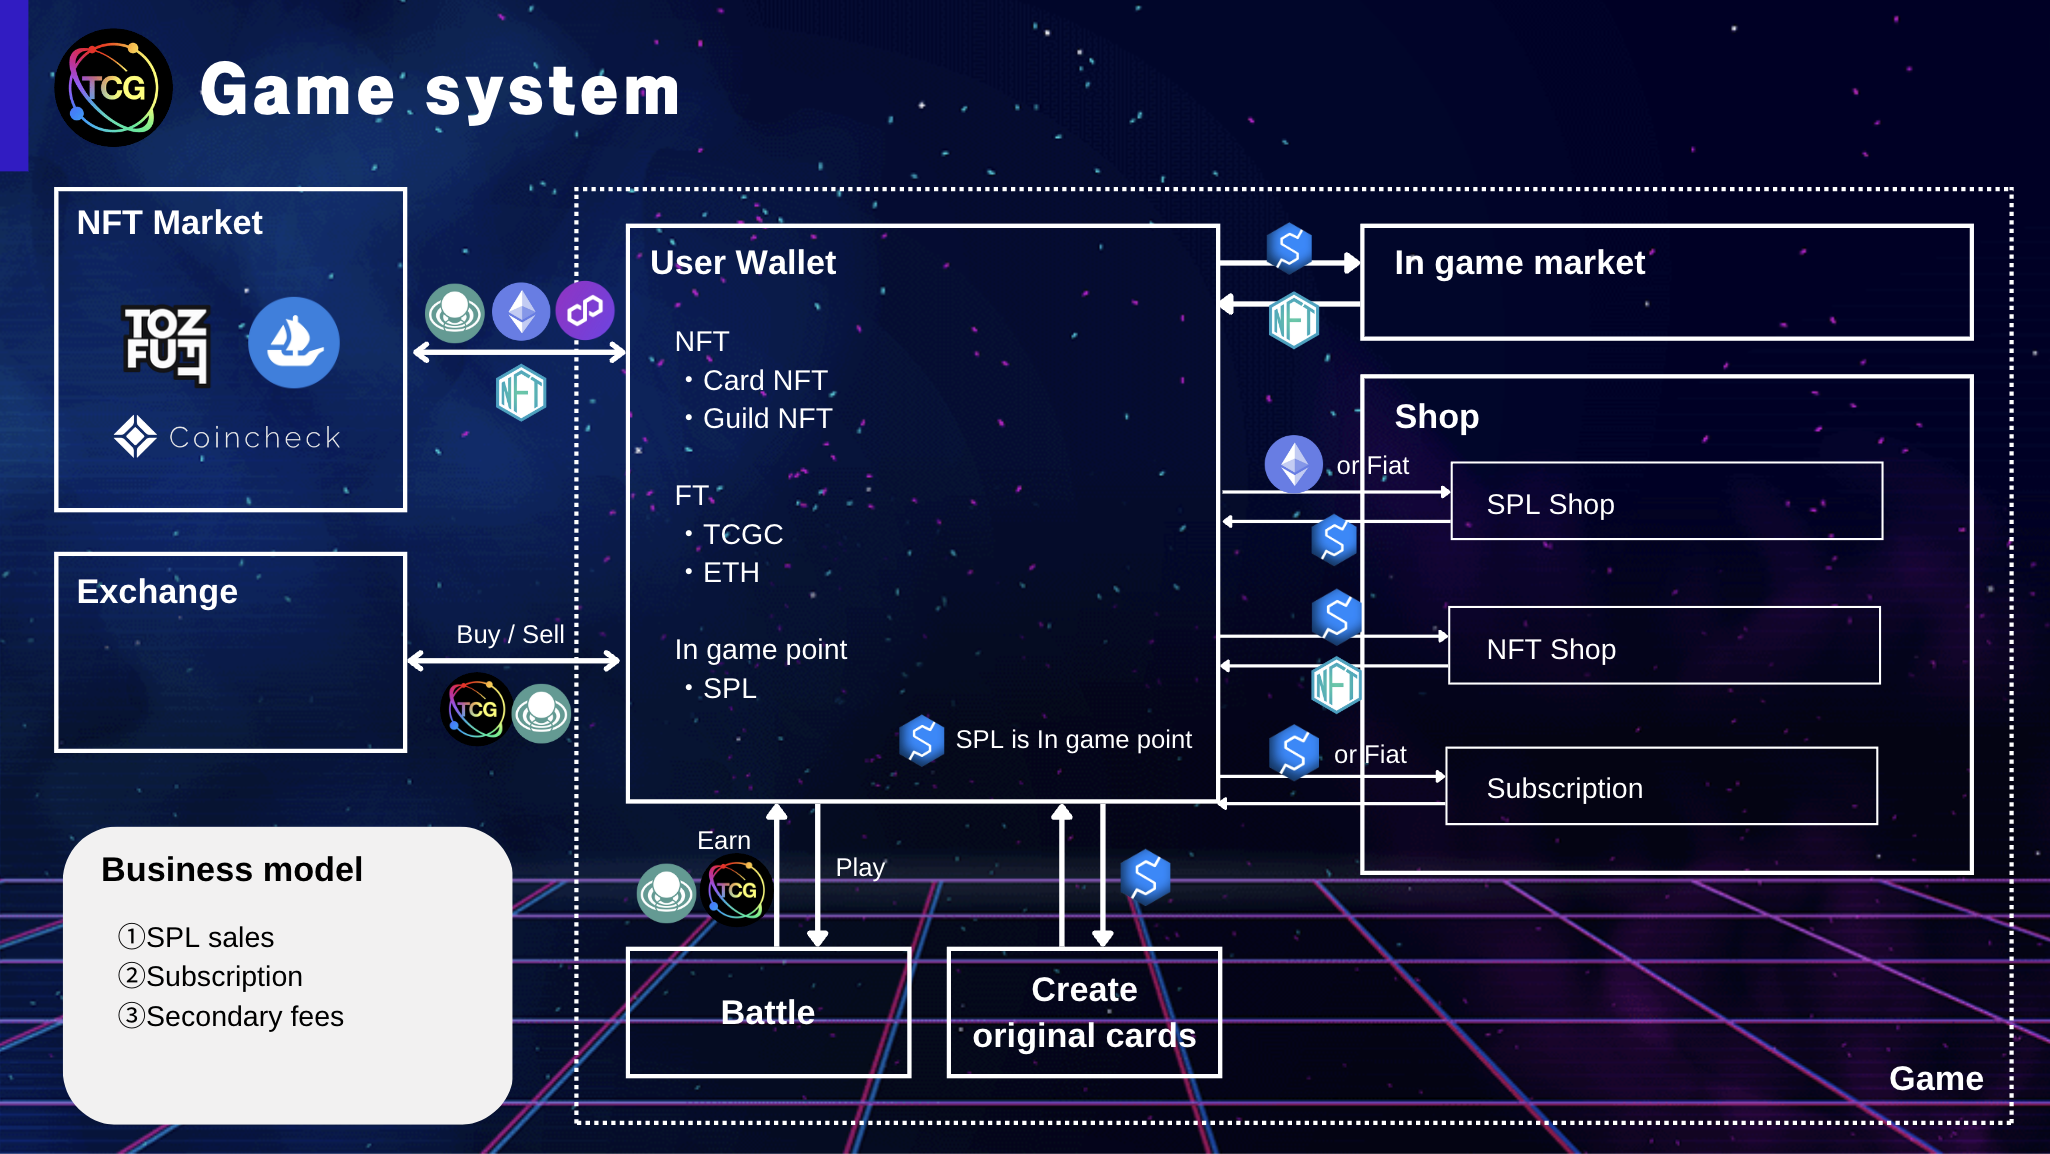 TCG
Game system
NFT Market
TOZ
FUFT
Coincheck
NFT
Exchange
Buy / Sell
TCG
Business model
①SPL sales
②Subscription
③Secondary fees
User Wallet
NFT
・Card NFT
・Guild NFT
FT
・TCGC
・ETH
In game point
・SPL
SPL is In game point
Earn
TCG
Play
Battle
Create
original cards
NFT
In game market
Shop
or Fiat
SPL Shop
NFT
NFT Shop
or Fiat
Subscription
Game